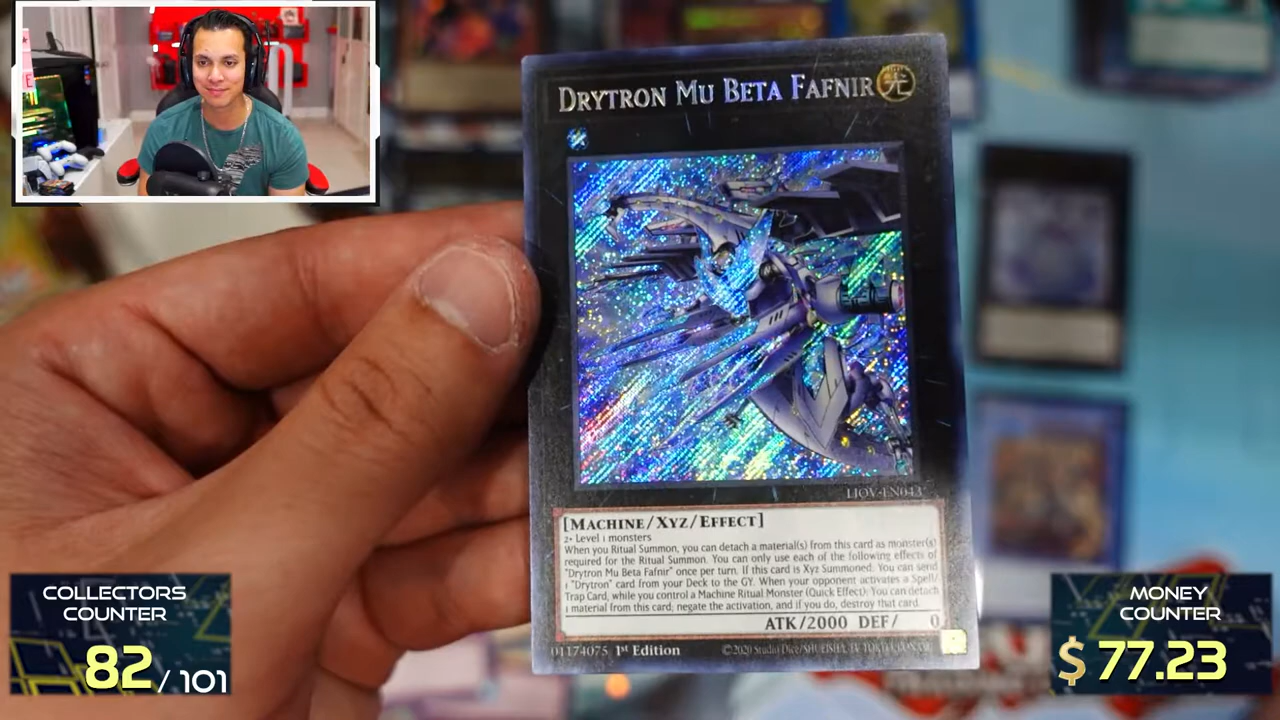 DRYTRON MU BETA FAFNIR 光
LIOV-EN043
[MACHINE/XYZ/EFFECT]
2+ Level 1 monsters
When you Ritual Summon, you can detach a material(s) from this card as monster(s)
required for the Ritual Summon. You can only use each of the following effects of
"Drytron Mu Beta Fafnir" once per turn. If this card is Xyz Summoned: You can send
1 "Drytron" card from your Deck to the GY. When your opponent activates a Spell/
Trap Card, while you control a Machine Ritual Monster (Quick Effect): You can detach
1 material from this card; negate the activation, and if you do, destroy that card.
ATK/2000 DEF/ 0
01174075 1st Edition ©2020 Studio Dice/SHUEISHA, TV TOKYO, KONAMI
COLLECTORS
COUNTER
82/101
MONEY
COUNTER
$77.23